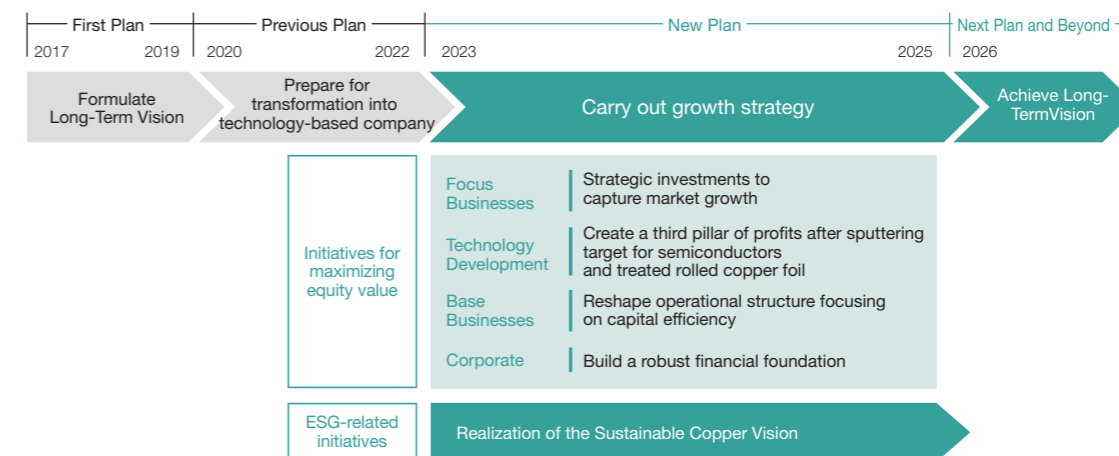 First Plan
Previous Plan
New Plan
Next Plan and Beyond
2017
2019
2020
2022
2023
2025
2026
Formulate
Long-Term Vision
Prepare for
transformation into
technology-based company
Carry out growth strategy
Achieve Long-
TermVision
Initiatives for
maximizing
equity value
Focus
Businesses
Strategic investments to
capture market growth
Technology
Development
Create a third pillar of profits after sputtering
target for semiconductors
and treated rolled copper foil
Base
Businesses
Reshape operational structure focusing
on capital efficiency
Corporate
Build a robust financial foundation
ESG-related
initiatives
Realization of the Sustainable Copper Vision